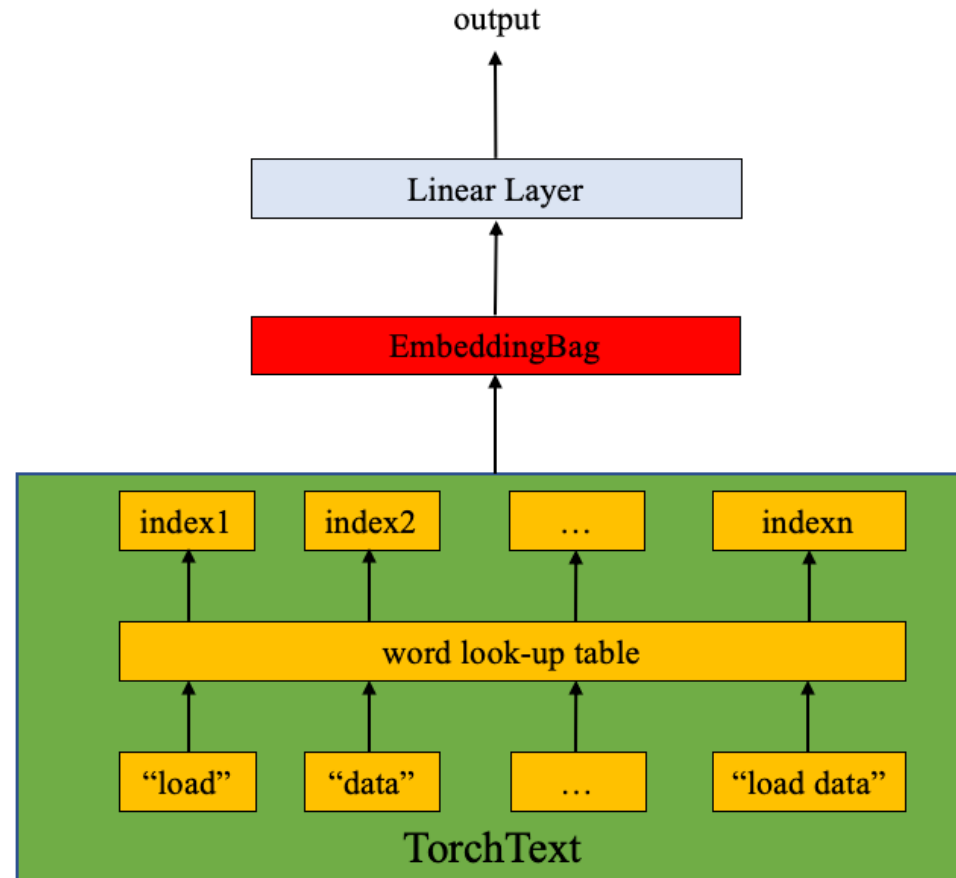 output
Linear Layer
EmbeddingBag
index1 index2 … indexn
word look-up table
“load” “data” … “load data”
TorchText